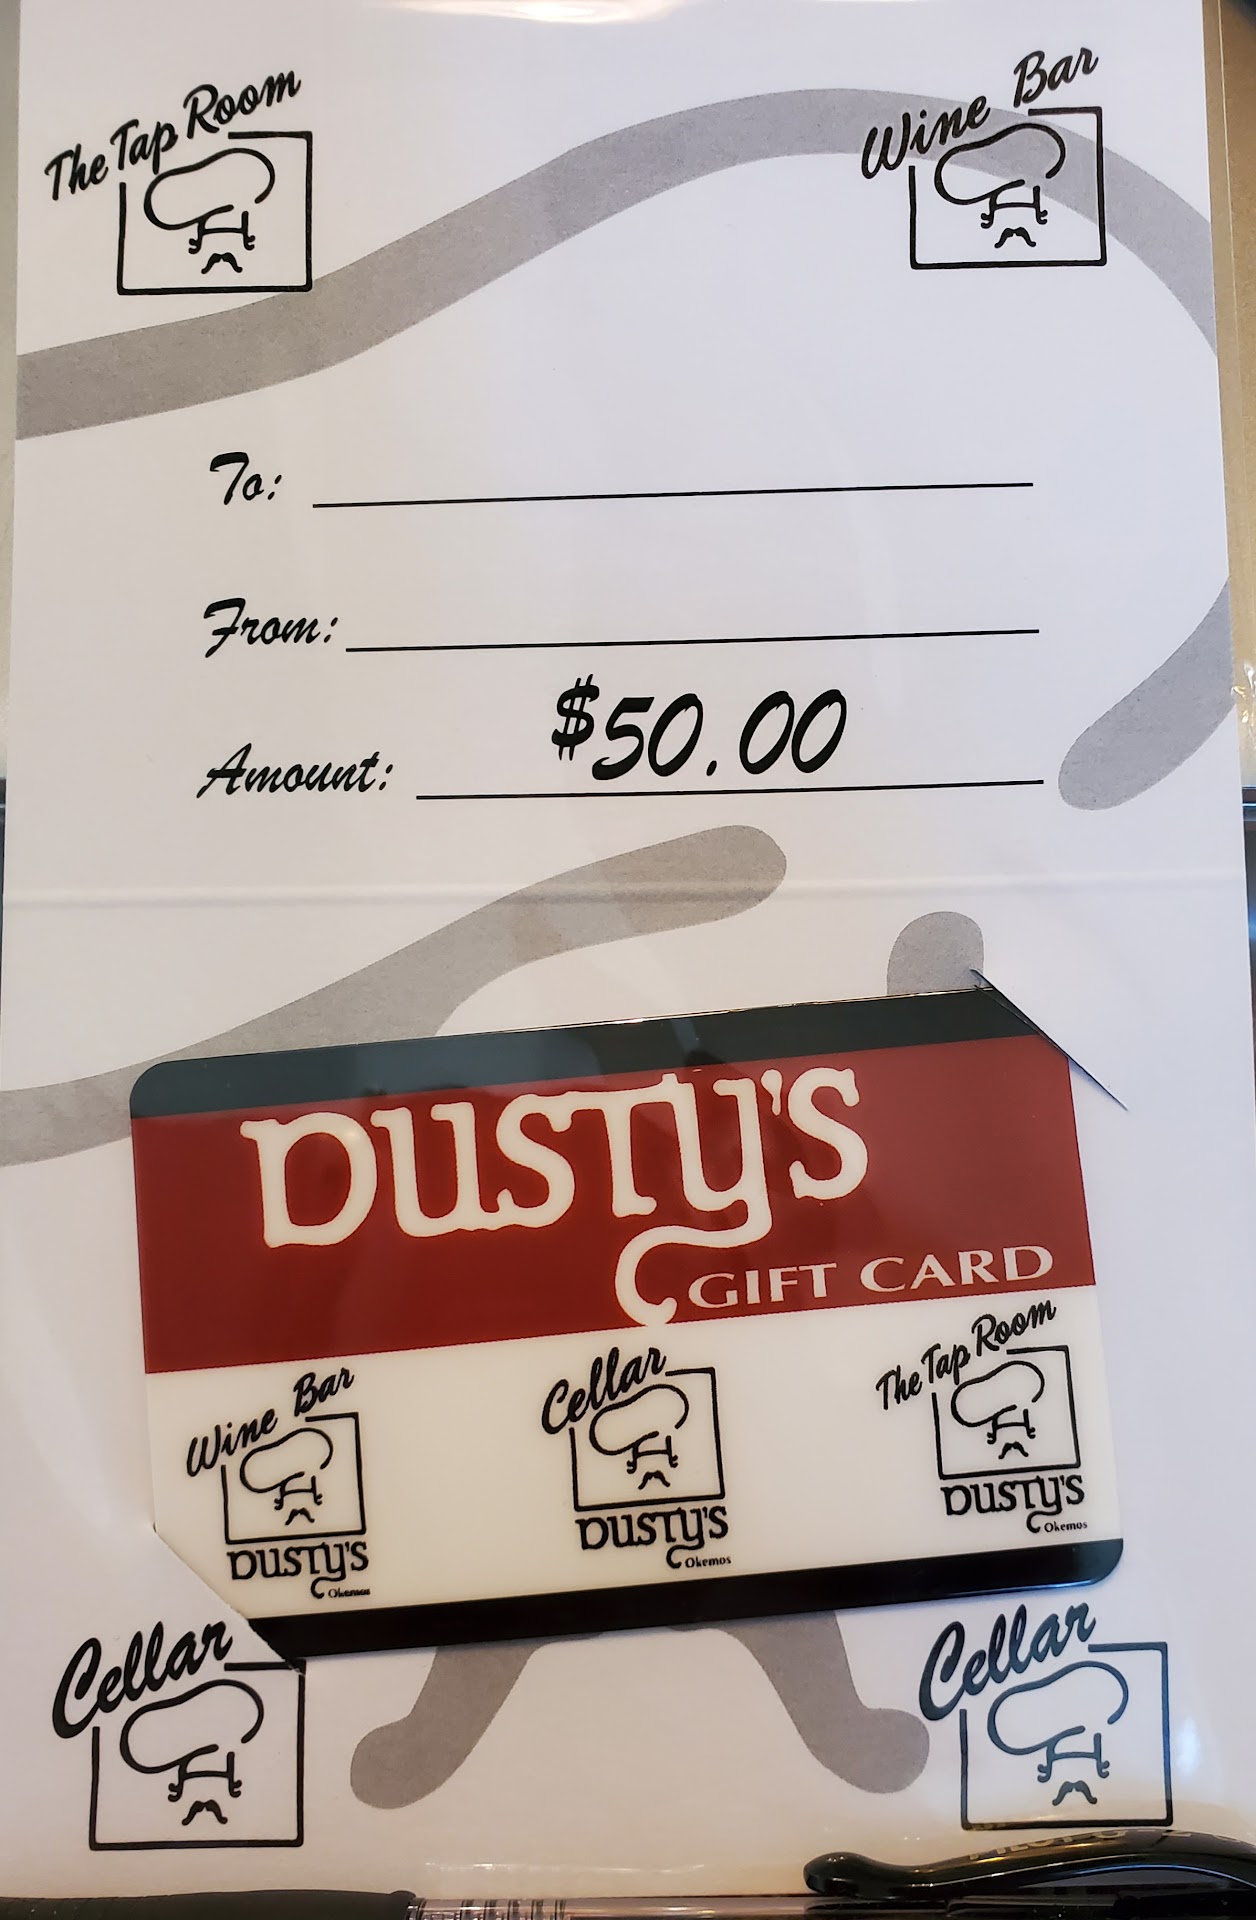 The Tap Room
Wine Bar
To:
From:
Amount: $50.00
DUSTY'S
GIFT CARD
Wine Bar
DUSTY'S
Okemos
Cellar
DUSTY'S
Okemos
The Tap Room
DUSTY'S
Okemos
Cellar
Cellar